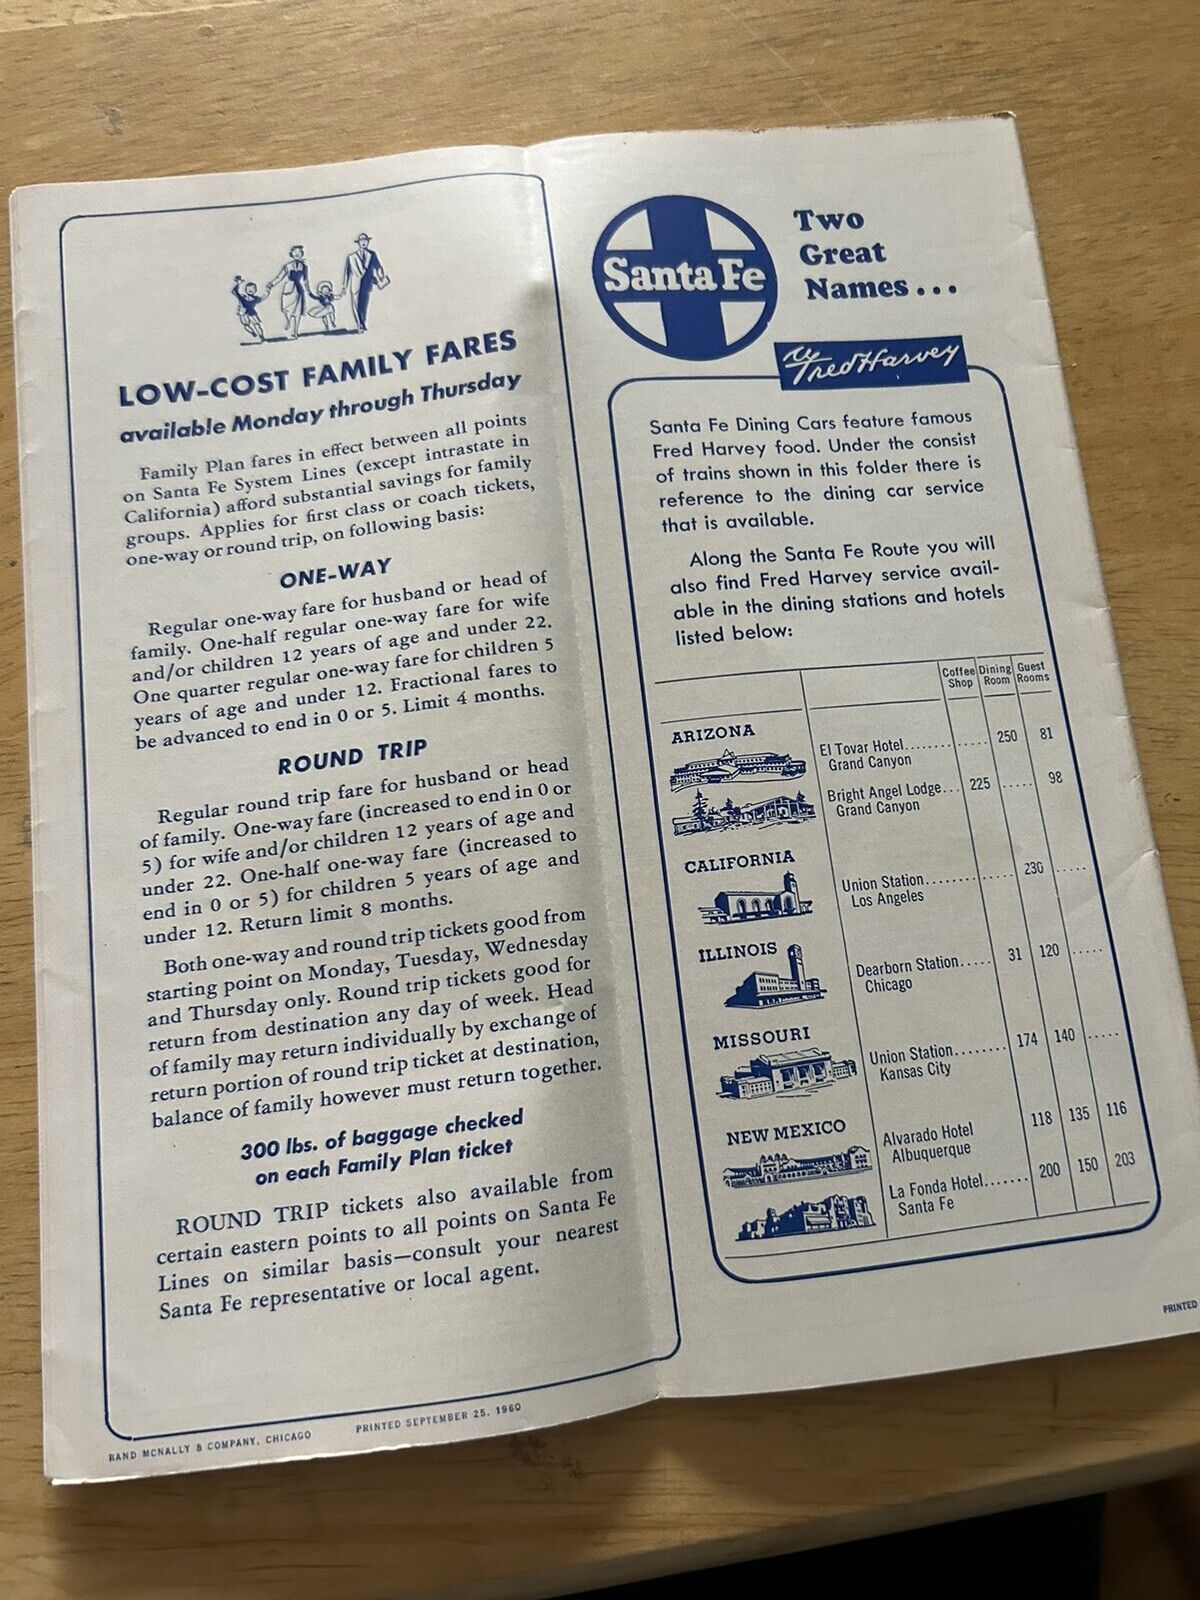 LOW-COST FAMILY FARES
available Monday through Thursday
Family Plan fares in effect between all points
on Santa Fe System Lines (except intrastate in
California) afford substantial savings for family
groups. Applies for first class or coach tickets,
one-way or round trip, on following basis:
ONE-WAY
Regular one-way fare for husband or head of
family. One-half regular one-way fare for wife
and/or children 12 years of age and under 22.
One quarter regular one-way fare for children 5
years of age and under 12. Fractional fares to
be advanced to end in 0 or 5. Limit 4 months.
ROUND TRIP
Regular round trip fare for husband or head
of family. One-way fare (increased to end in 0 or
5) for wife and/or children 12 years of age and
under 22. One-half one-way fare (increased to
end in 0 or 5) for children 5 years of age and
under 12. Return limit 8 months.
Both one-way and round trip tickets good from
starting point on Monday, Tuesday, Wednesday
and Thursday only. Round trip tickets good for
return from destination any day of week. Head
of family may return individually by exchange of
return portion of round trip ticket at destination,
balance of family however must return together.
300 lbs. of baggage checked
on each Family Plan ticket
ROUND TRIP tickets also available from
certain eastern points to all points on Santa Fe
Lines on similar basis—consult your nearest
Santa Fe representative or local agent.
RAND MCNALLY & COMPANY, CHICAGO PRINTED SEPTEMBER 25, 1960
Santa Fe
Two
Great
Names...
Fred Harvey
Santa Fe Dining Cars feature famous
Fred Harvey food. Under the consist
of trains shown in this folder there is
reference to the dining car service
that is available.
Along the Santa Fe Route you will
also find Fred Harvey service avail-
able in the dining stations and hotels
listed below:
Coffee Shop Dining Room Guest Rooms
ARIZONA
El Tovar Hotel.............. 250 81
Grand Canyon
Bright Angel Lodge... 225 ..... 98
Grand Canyon
CALIFORNIA
Union Station.............. 230 .....
Los Angeles
ILLINOIS
Dearborn Station..... 31 120 .....
Chicago
MISSOURI
Union Station........ 174 140 .....
Kansas City
NEW MEXICO
Alvarado Hotel 118 135 116
Albuquerque
La Fonda Hotel....... 200 150 203
Santa Fe
PRINTED